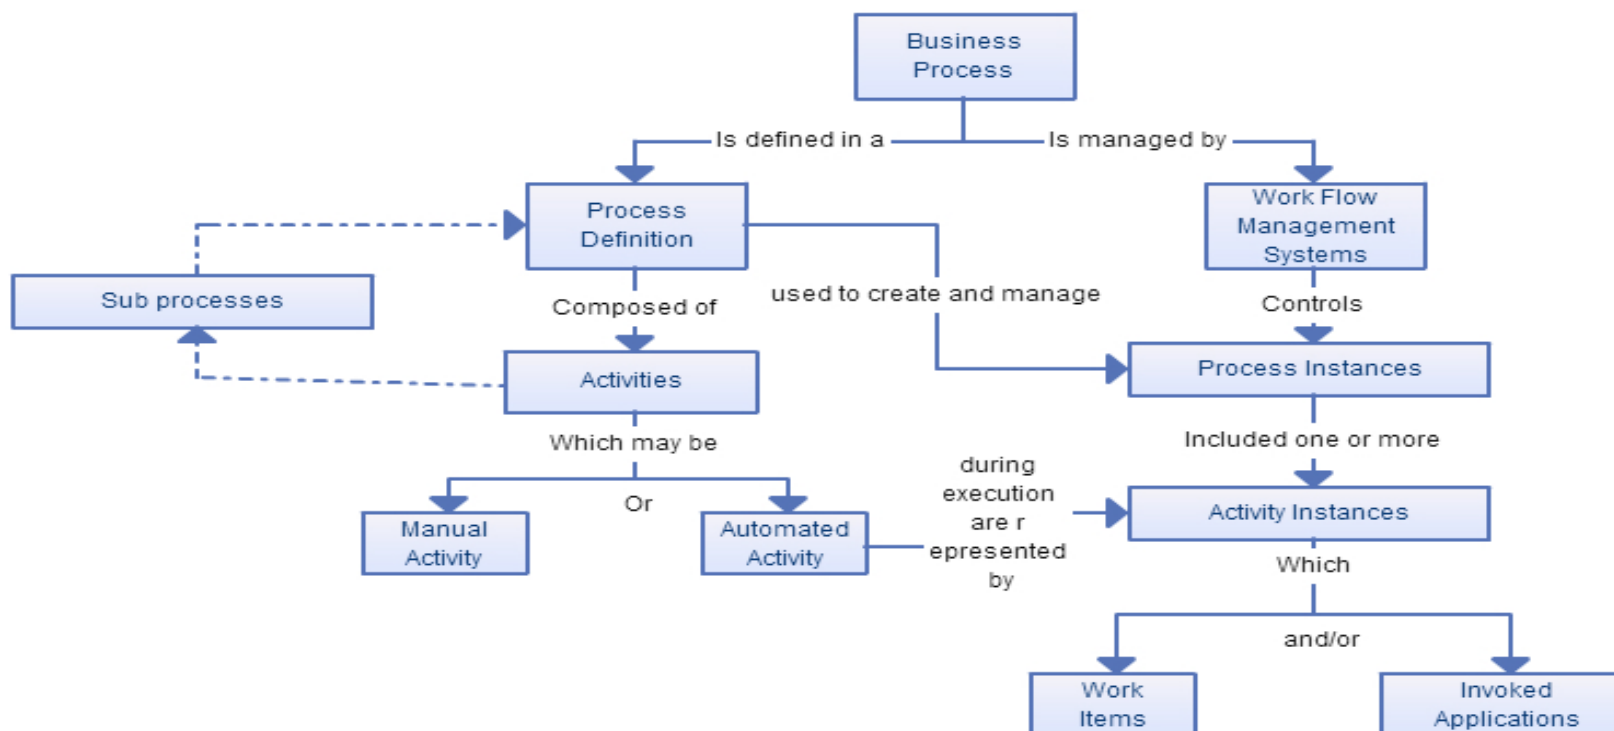 Business
Process
Is defined in a
Is managed by
Process
Definition
Work Flow
Management
Systems
Sub processes
Composed of
used to create and manage
Controls
Activities
Process Instances
Which may be
Included one or more
Or
during
execution
are r
epresented
by
Manual
Activity
Automated
Activity
Activity Instances
Which
and/or
Work
Items
Invoked
Applications